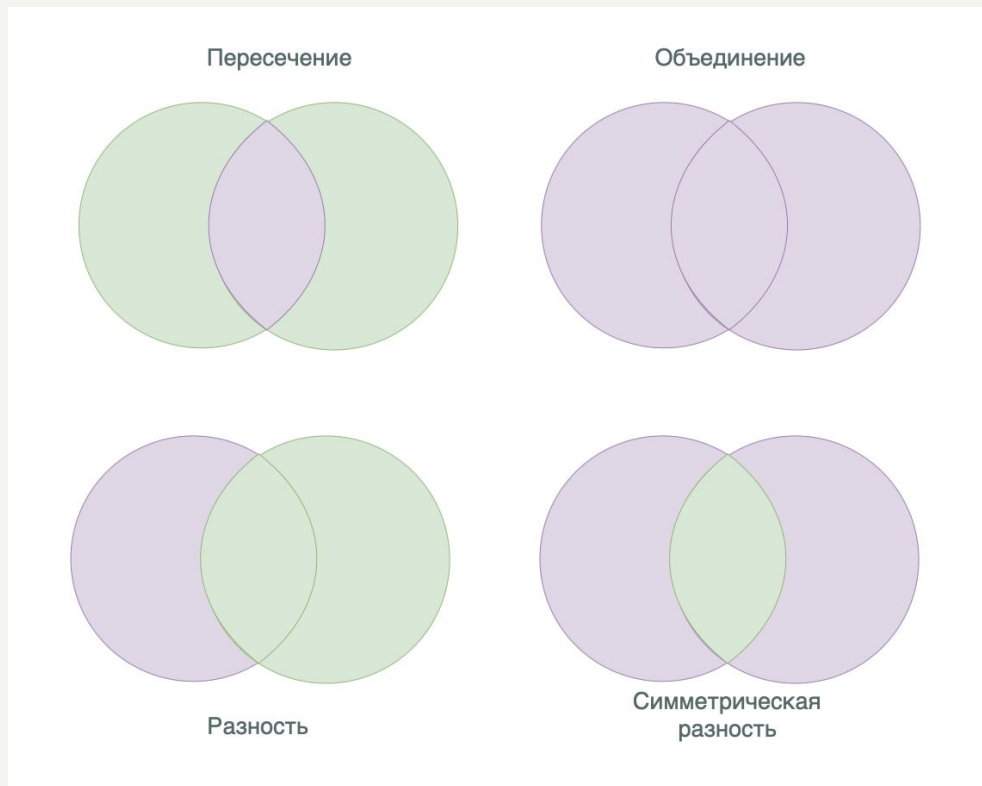 Пересечение
Объединение
Разность
Симметрическая
разность